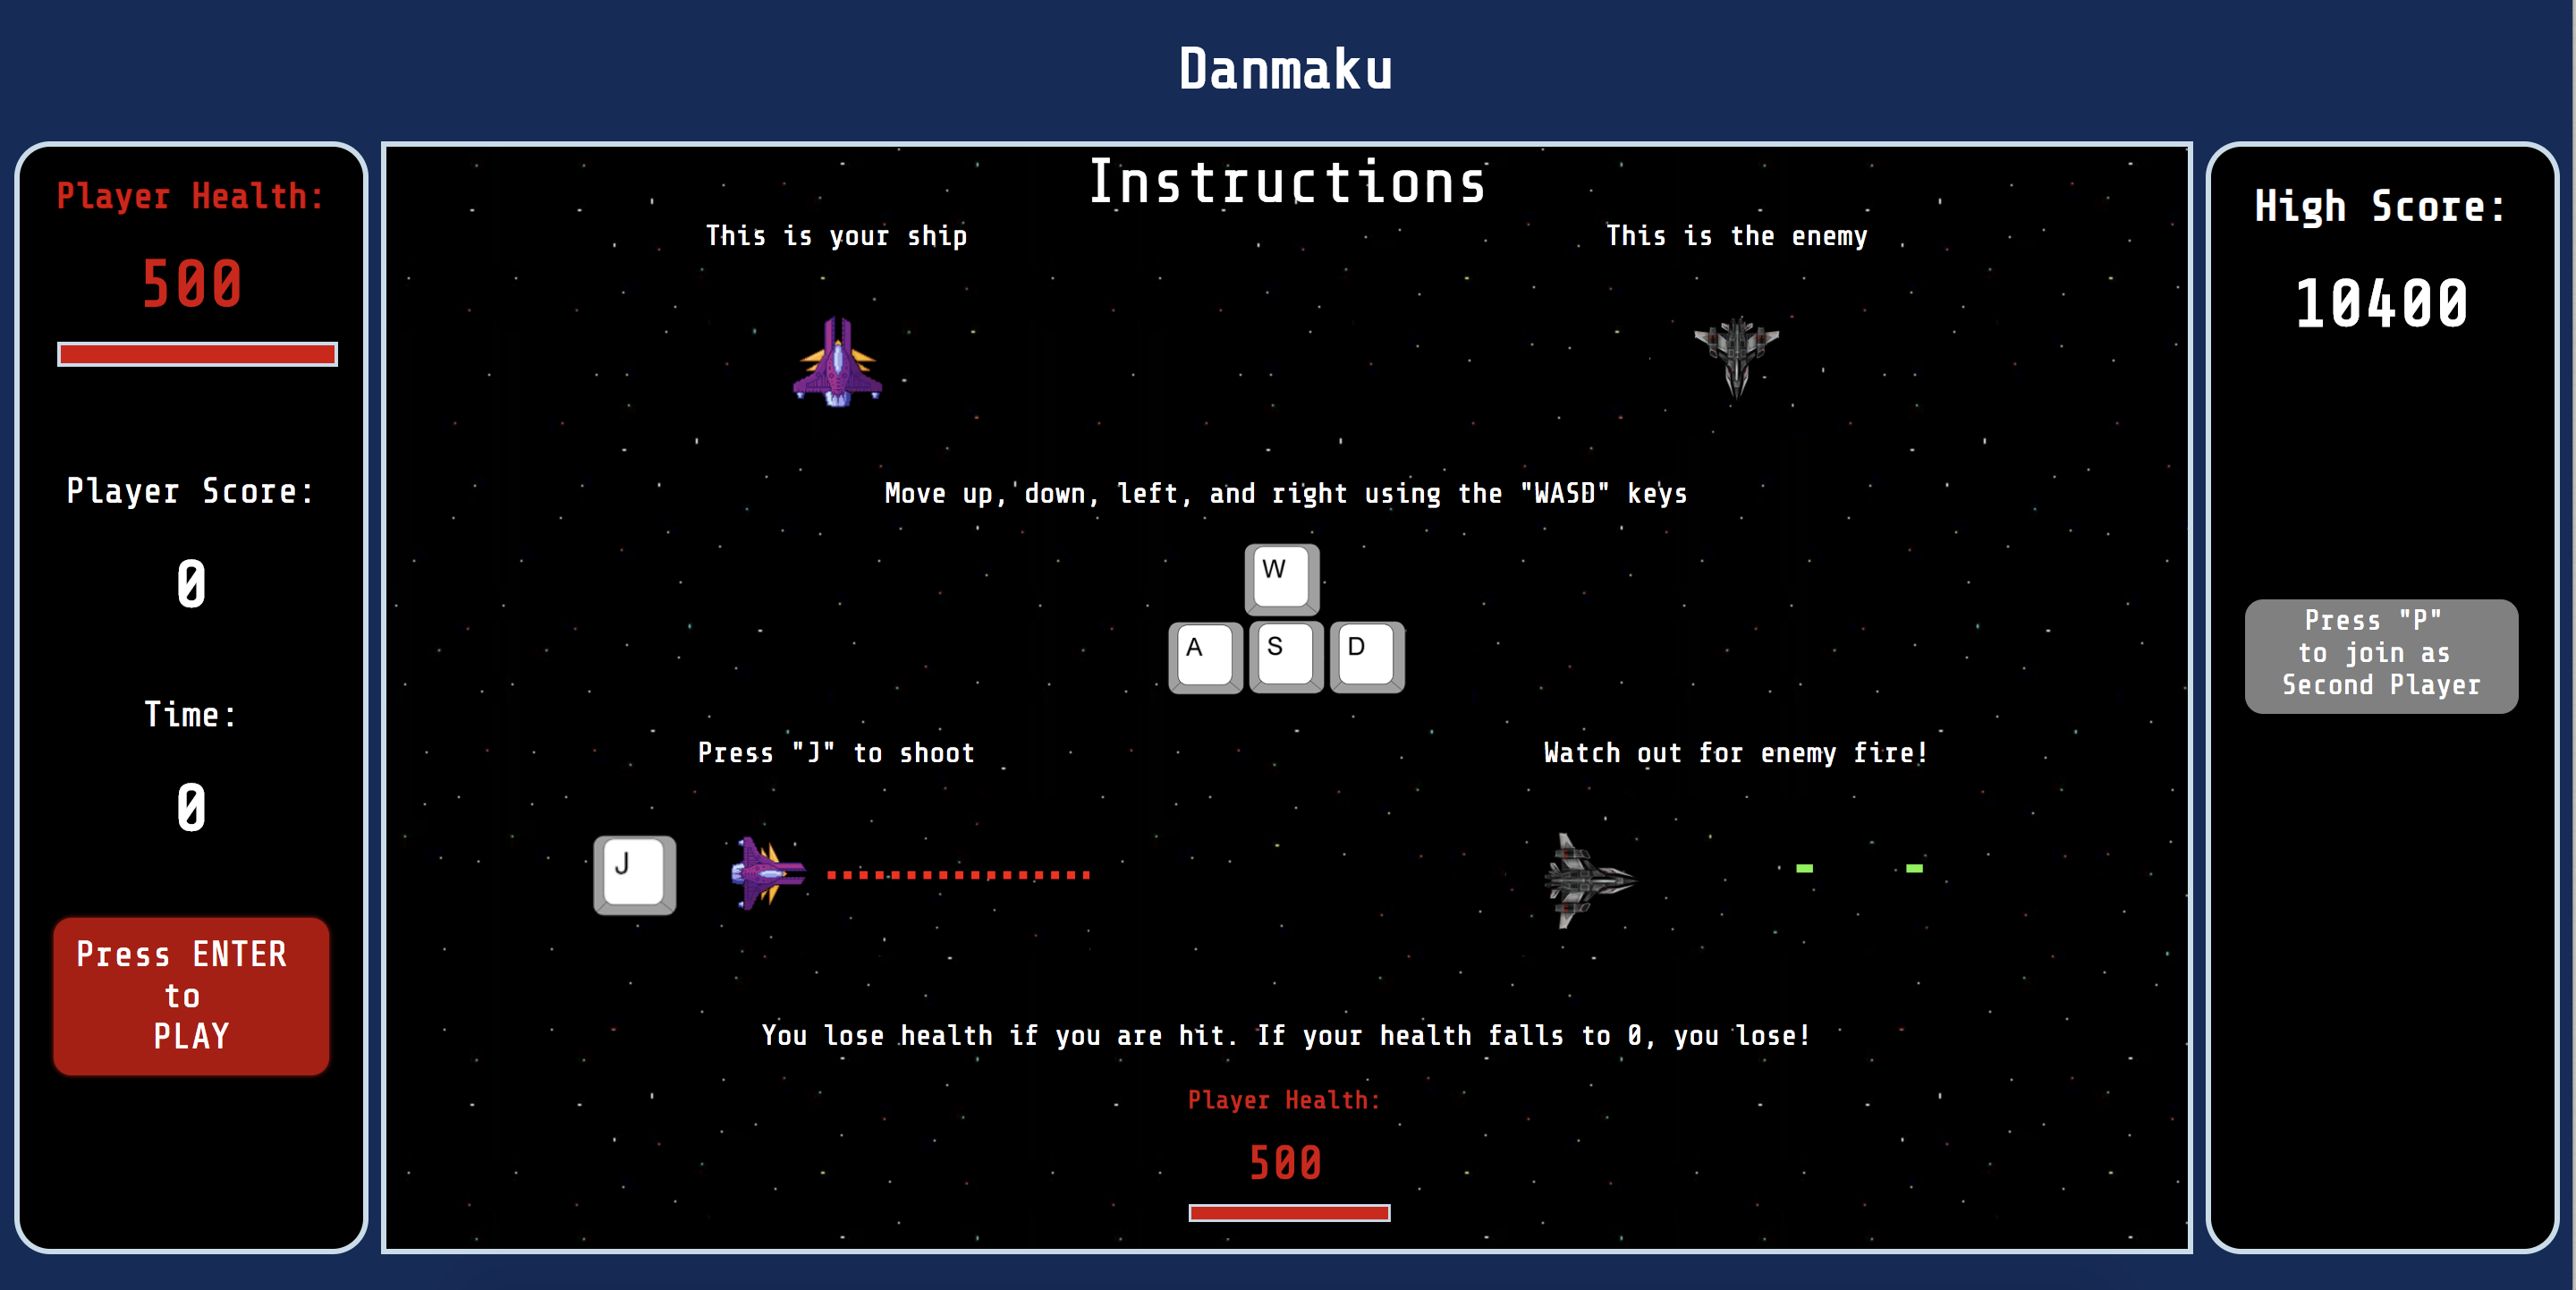 Danmaku
Player Health:
500
Player Score:
0
Time:
0
Press ENTER
to
PLAY
Instructions
This is your ship
This is the enemy
Move up, down, left, and right using the "WASD" keys
W
A S D
Press "J" to shoot
Watch out for enemy fire!
J
You lose health if you are hit. If your health falls to 0, you lose!
Player Health:
500
High Score:
10400
Press "P"
to join as
Second Player